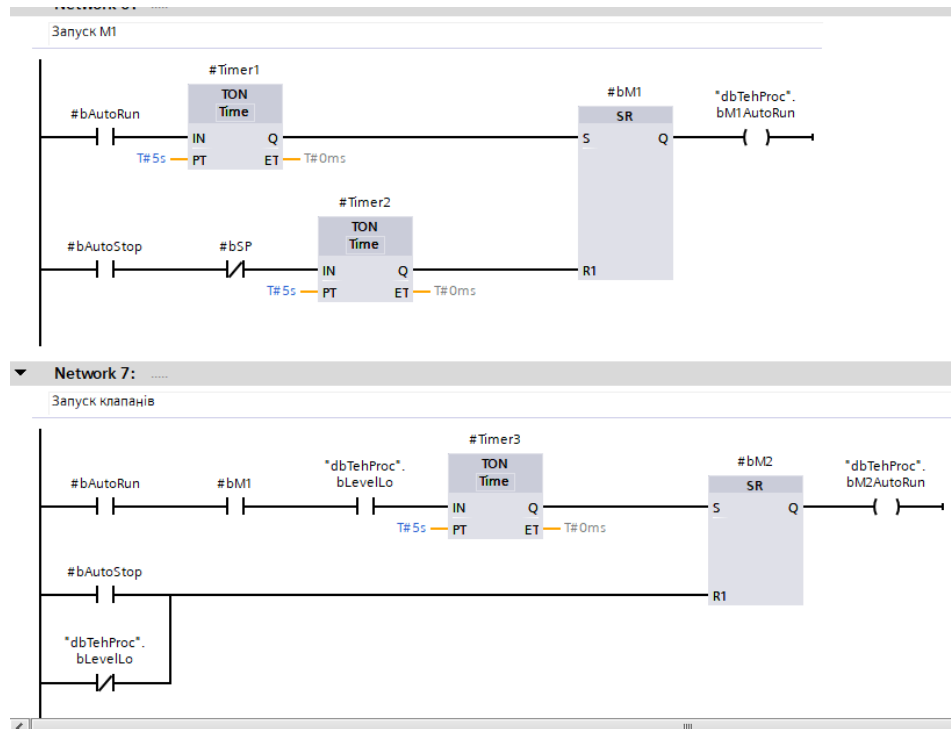 Запуск M1
#Timer1
TON
Time
#bAutoRun
IN Q
T#5s PT ET T#0ms
#bM1
SR
S Q
R1
"dbTehProc".
bM1AutoRun
#Timer2
TON
Time
#bAutoStop
#bSP
IN Q
T#5s PT ET T#0ms
Network 7: .....
Запуск клапанів
#Timer3
TON
Time
#bAutoRun
#bM1
"dbTehProc".
bLevelLo
IN Q
T#5s PT ET T#0ms
#bM2
SR
S Q
R1
"dbTehProc".
bM2AutoRun
#bAutoStop
"dbTehProc".
bLevelLo